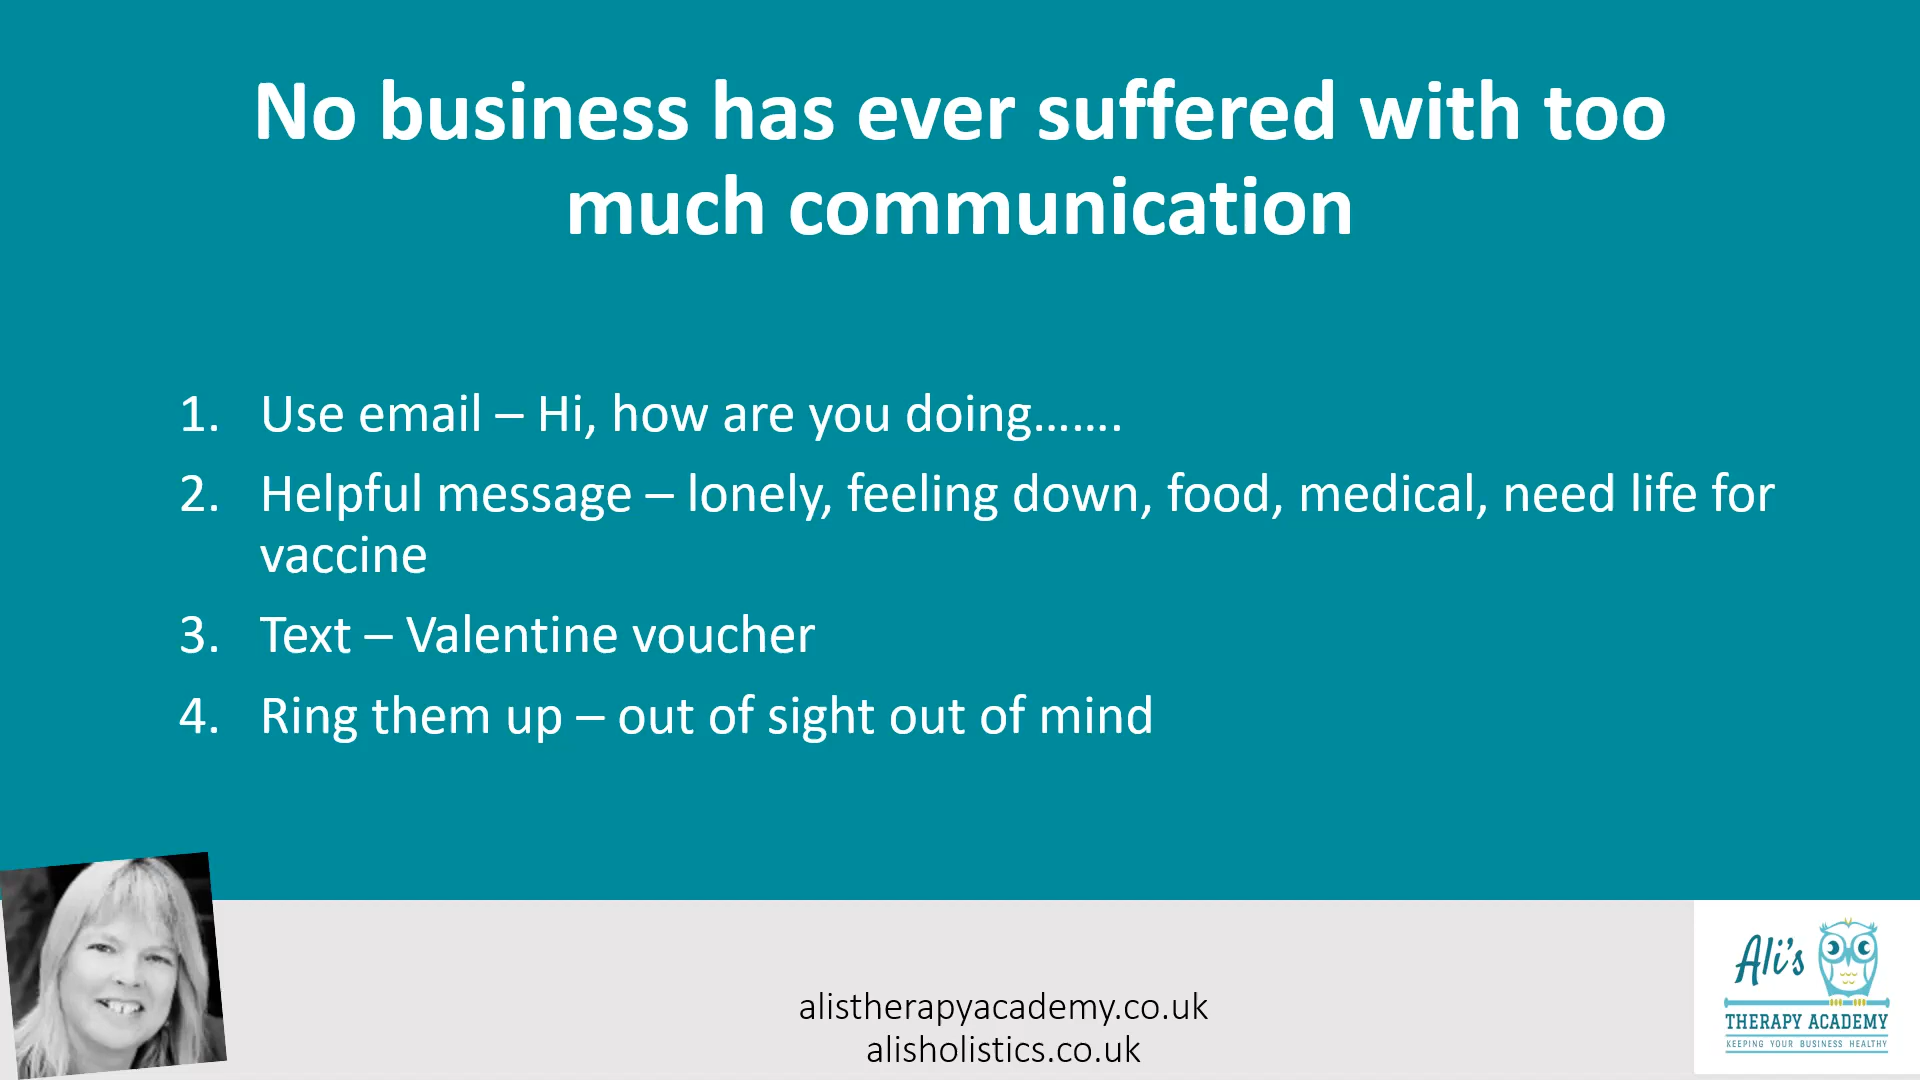 No business has ever suffered with too
much communication
1. Use email – Hi, how are you doing.......
2. Helpful message – lonely, feeling down, food, medical, need life for
vaccine
3. Text – Valentine voucher
4. Ring them up – out of sight out of mind
alistherapyacademy.co.uk
alisholistics.co.uk
Ali's
THERAPY ACADEMY
KEEPING YOUR BUSINESS HEALTHY